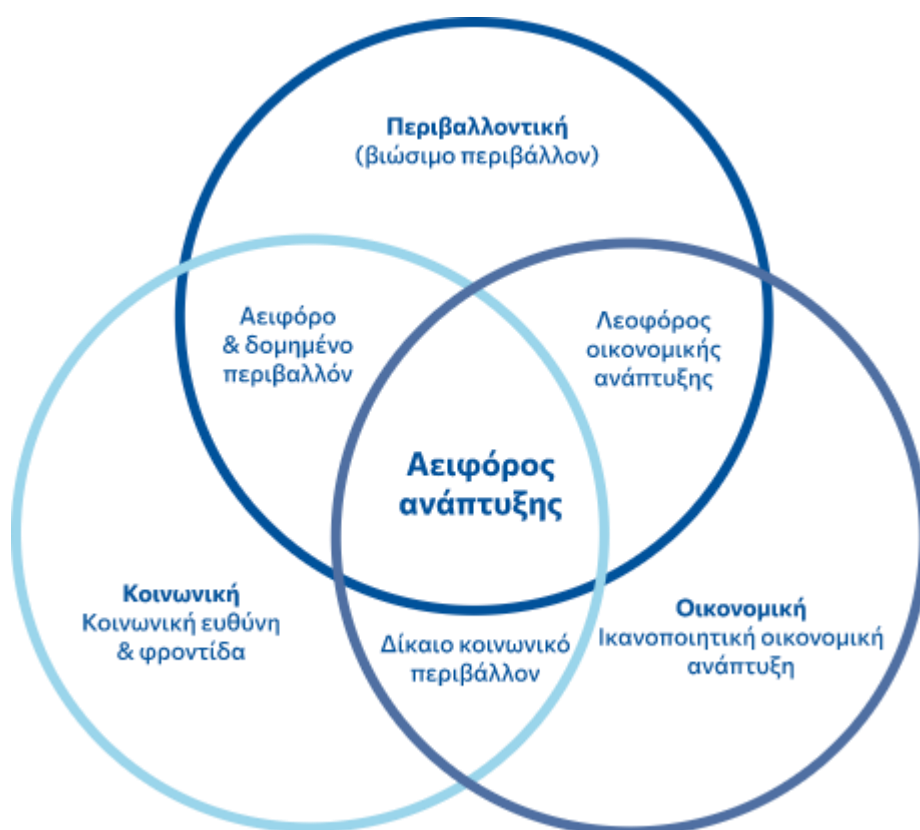 Περιβαλλοντική
(βιώσιμο περιβάλλον)
Αειφόρο
& δομημένο
περιβαλλόν
Λεοφόρος
οικονομικής
ανάπτυξης
Αειφόρος
ανάπτυξης
Κοινωνική
Κοινωνική ευθύνη
& φροντίδα
Δίκαιο κοινωνικό
περιβάλλον
Οικονομική
Ικανοποιητική οικονομική
ανάπτυξη